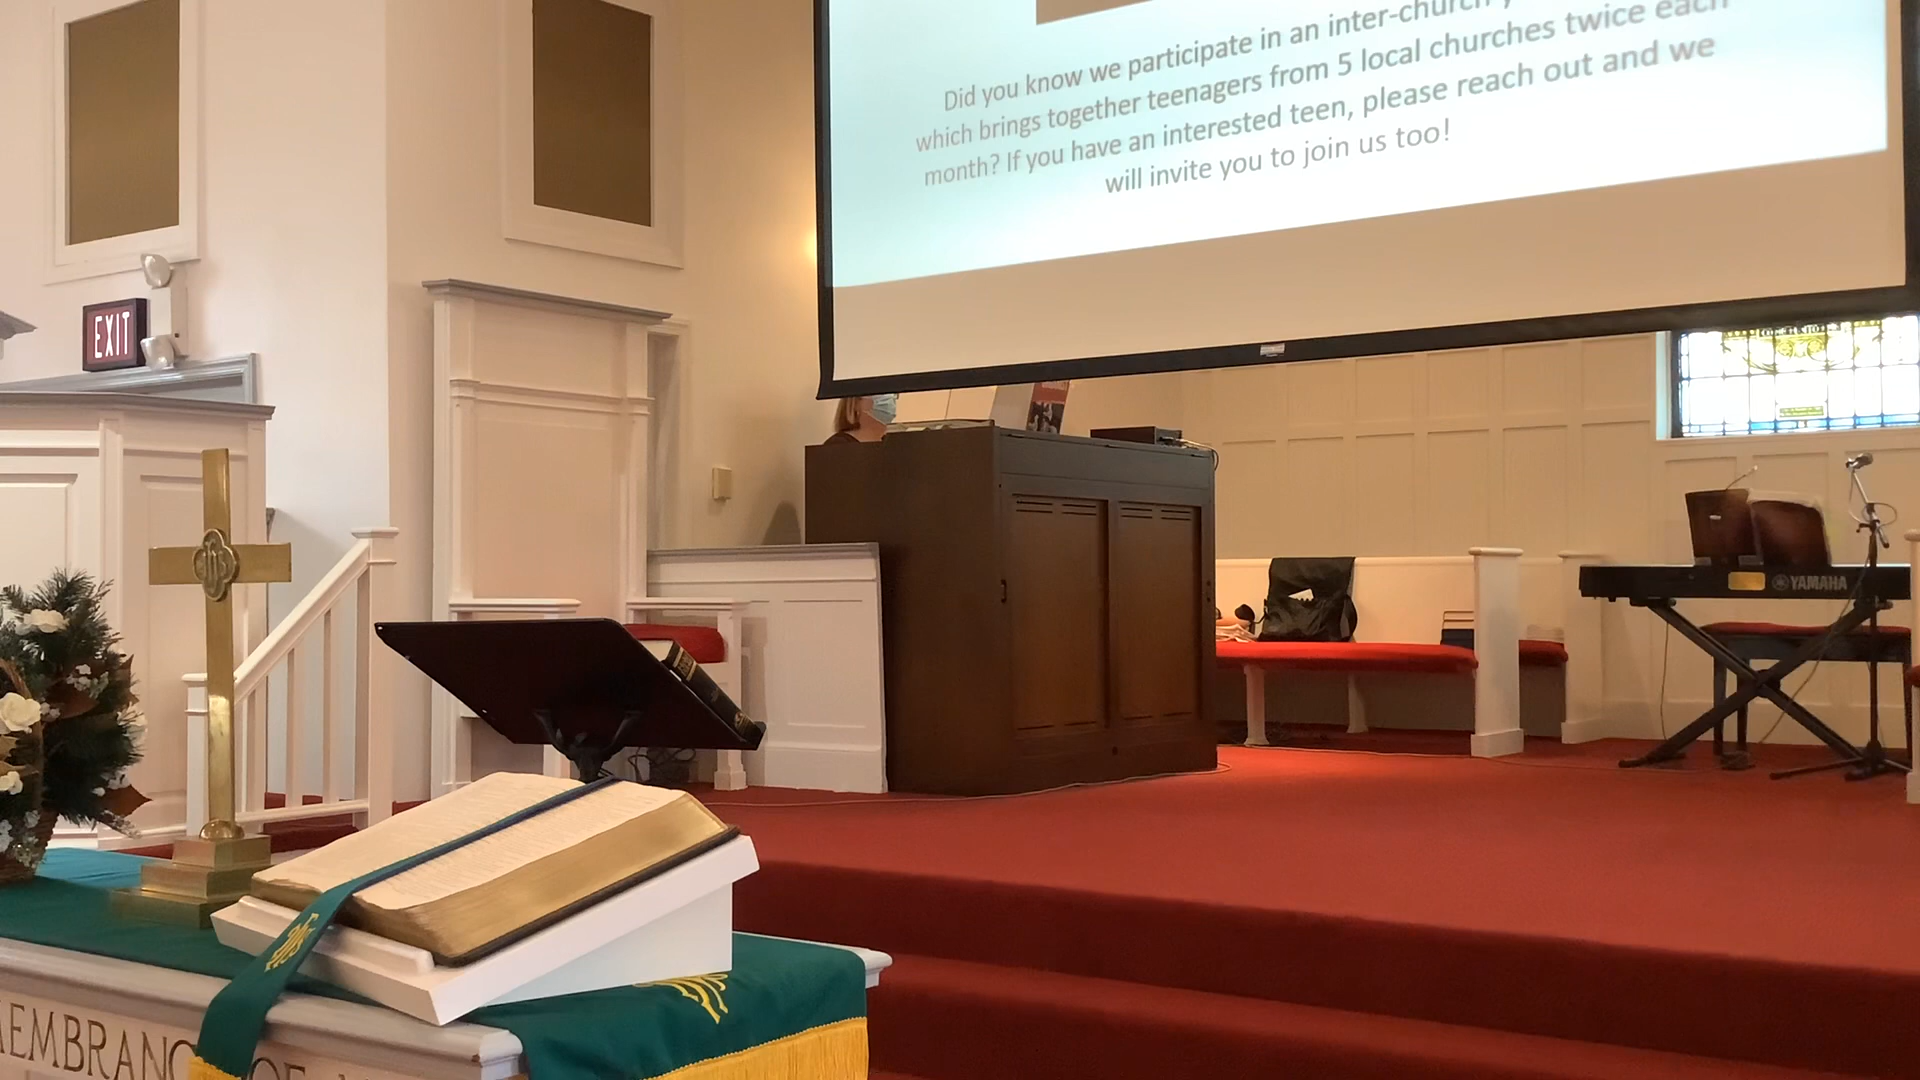 Did you know we participate in an inter-church
which brings together teenagers from 5 local churches twice each
month? If you have an interested teen, please reach out and we
will invite you to join us too!
EXIT
YAMAHA
OF